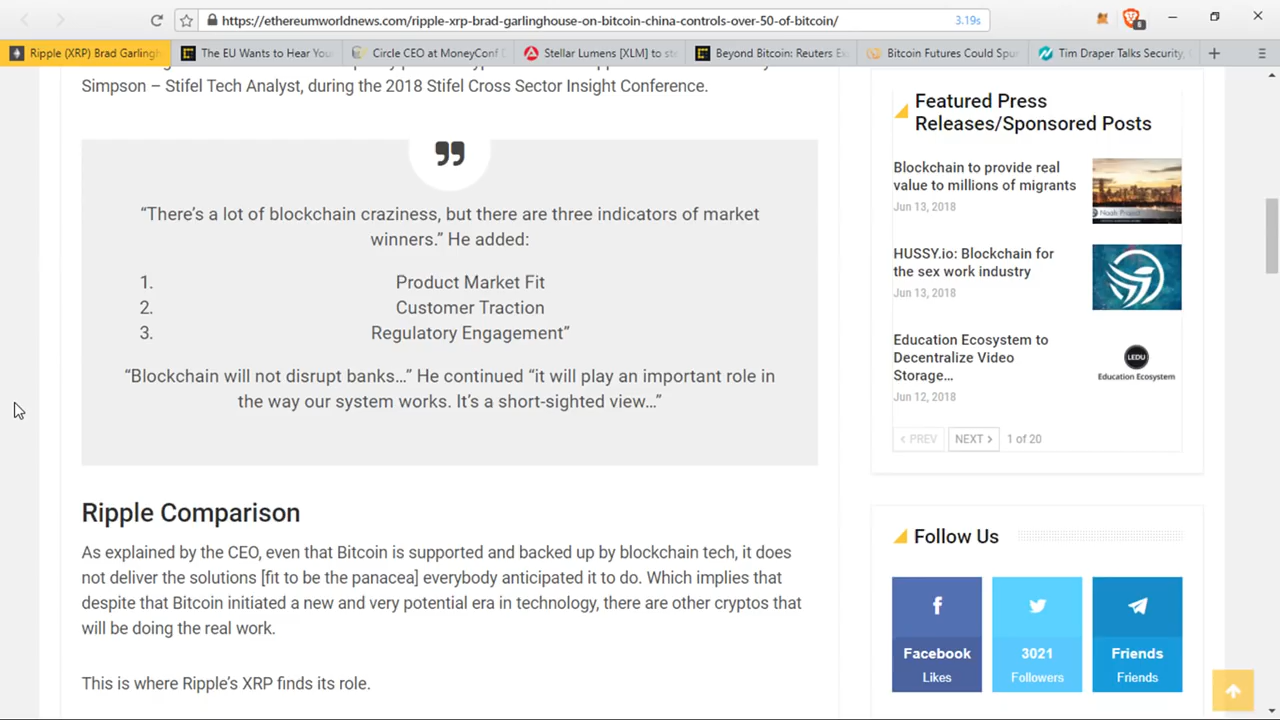 https://ethereumworldnews.com/ripple-xrp-brad-garlinghouse-on-bitcoin-china-controls-over-50-of-bitcoin/
3.19s
6
Ripple (XRP) Brad Garlingh
The EU Wants to Hear You
Circle CEO at MoneyConf
Stellar Lumens [XLM] to st
Beyond Bitcoin: Reuters Ex
Bitcoin Futures Could Spu
Tim Draper Talks Security,
Simpson – Stifel Tech Analyst, during the 2018 Stifel Cross Sector Insight Conference.
“There’s a lot of blockchain craziness, but there are three indicators of market
winners.” He added:
1. Product Market Fit
2. Customer Traction
3. Regulatory Engagement”
“Blockchain will not disrupt banks…” he continued “it will play an important role in
the way our system works. It’s a short-sighted view…”
Ripple Comparison
As explained by the CEO, even that Bitcoin is supported and backed up by blockchain tech, it does
not deliver the solutions [fit to be the panacea] everybody anticipated it to do. Which implies that
despite that Bitcoin initiated a new and very potential era in technology, there are other cryptos that
will be doing the real work.
This is where Ripple’s XRP finds its role.
Featured Press
Releases/Sponsored Posts
Blockchain to provide real
value to millions of migrants
Jun 13, 2018
HUSSY.io: Blockchain for
the sex work industry
Jun 13, 2018
Education Ecosystem to
Decentralize Video
Storage…
Jun 12, 2018
LEDU
Education Ecosystem
PREV
NEXT
1 of 20
Follow Us
Facebook
Likes
3021
Followers
Friends
Friends